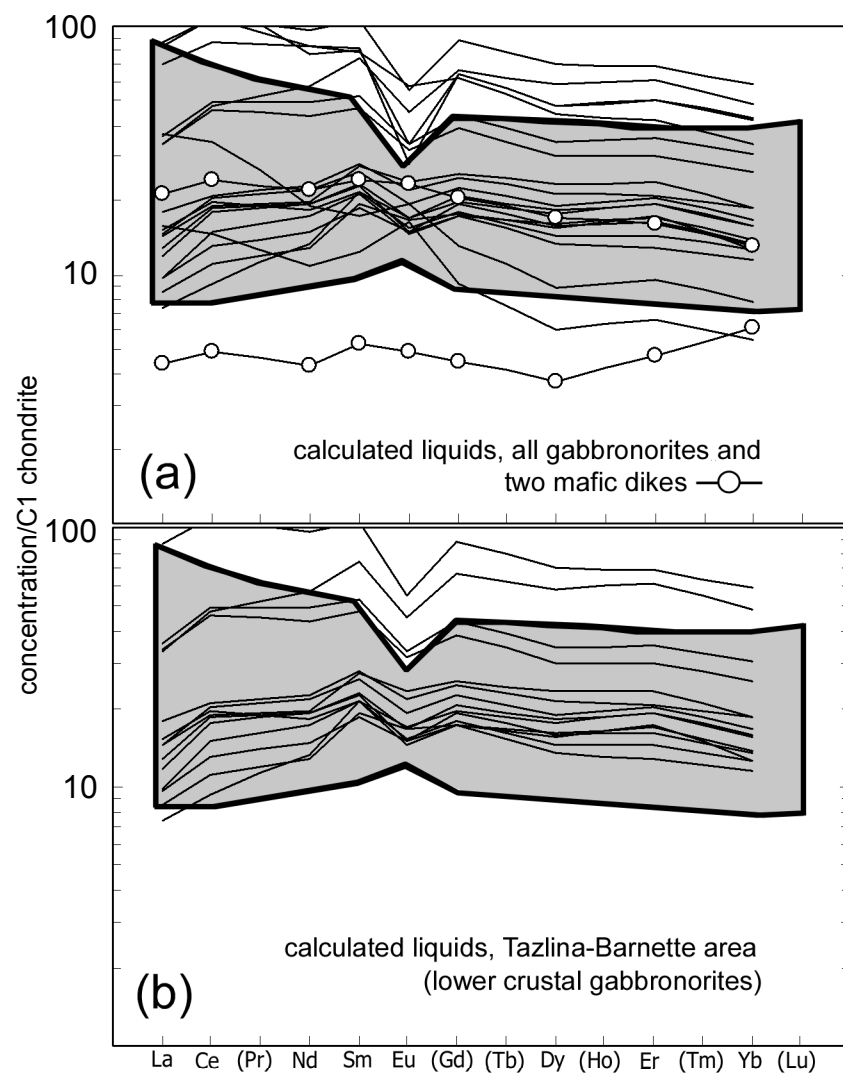 100
10
concentration/C1 chondrite
(a)
calculated liquids, all gabbronorites and
two mafic dikes
100
10
(b)
calculated liquids, Tazlina-Barnette area
(lower crustal gabbronorites)
La Ce (Pr) Nd Sm Eu (Gd) (Tb) Dy (Ho) Er (Tm) Yb (Lu)